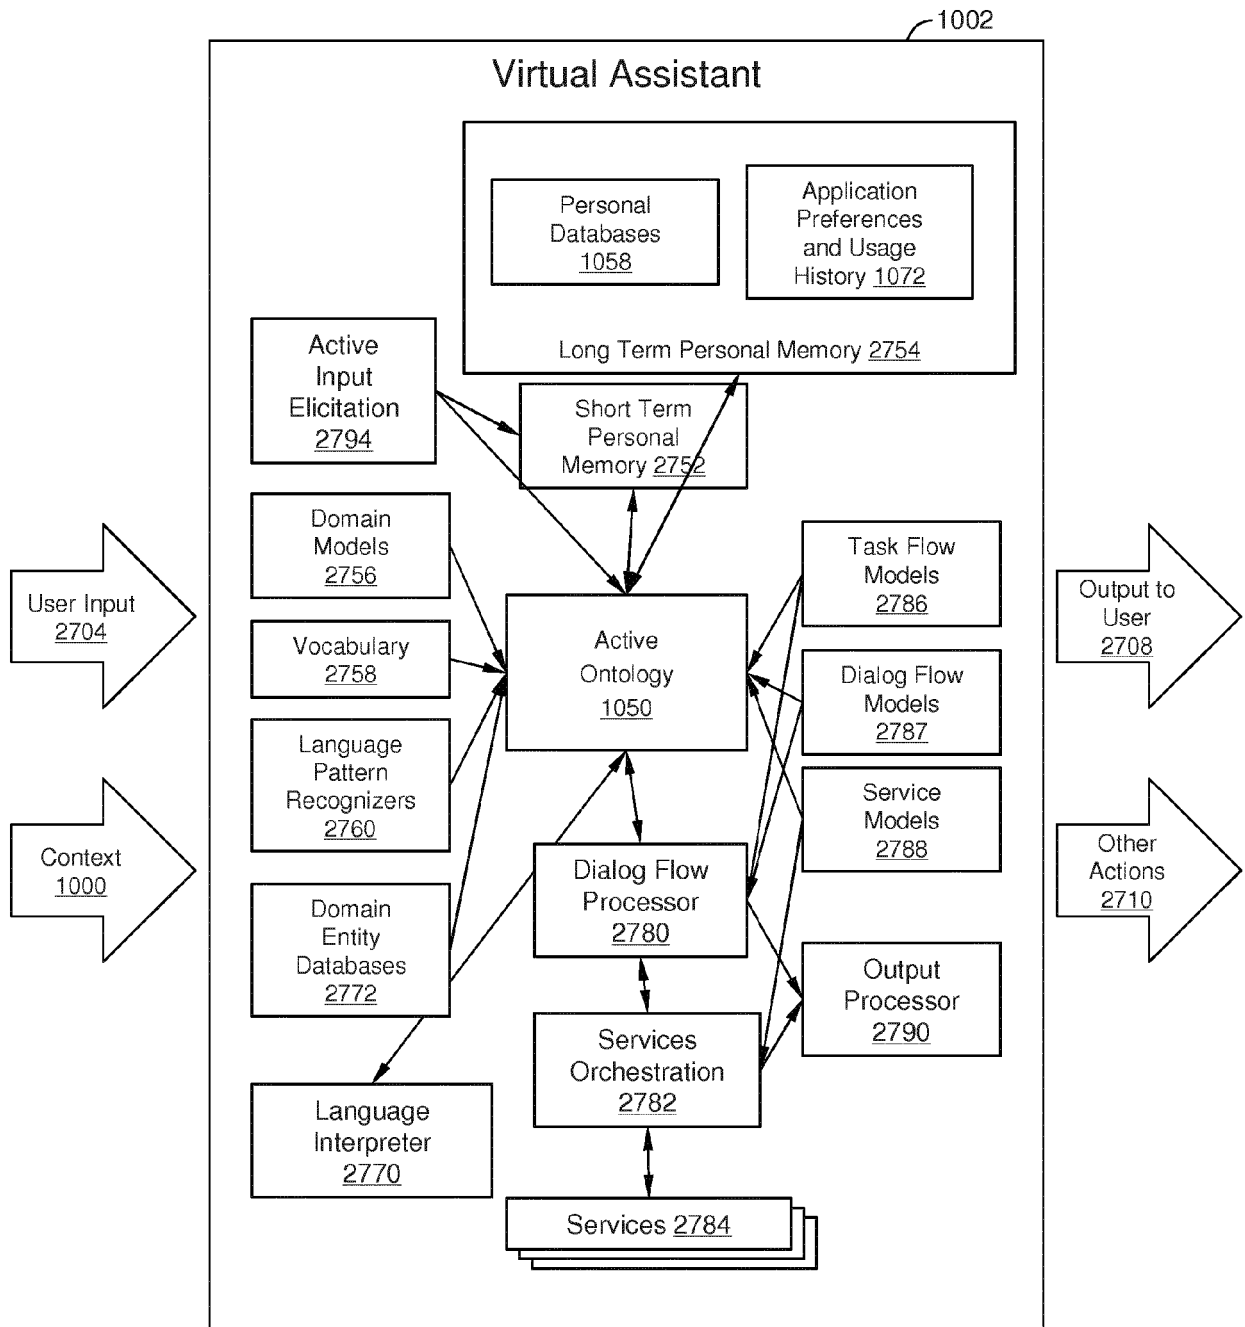 1002
Virtual Assistant
Personal
Databases
1058
Application
Preferences
and Usage
History 1072
Long Term Personal Memory 2754
Active
Input
Elicitation
2794
Short Term
Personal
Memory 2752
Domain
Models
2756
Task Flow
Models
2786
User Input
2704
Active
Ontology
1050
Output to
User
2708
Vocabulary
2758
Dialog Flow
Models
2787
Language
Pattern
Recognizers
2760
Service
Models
2788
Context
1000
Dialog Flow
Processor
2780
Other
Actions
2710
Domain
Entity
Databases
2772
Output
Processor
2790
Services
Orchestration
2782
Language
Interpreter
2770
Services 2784